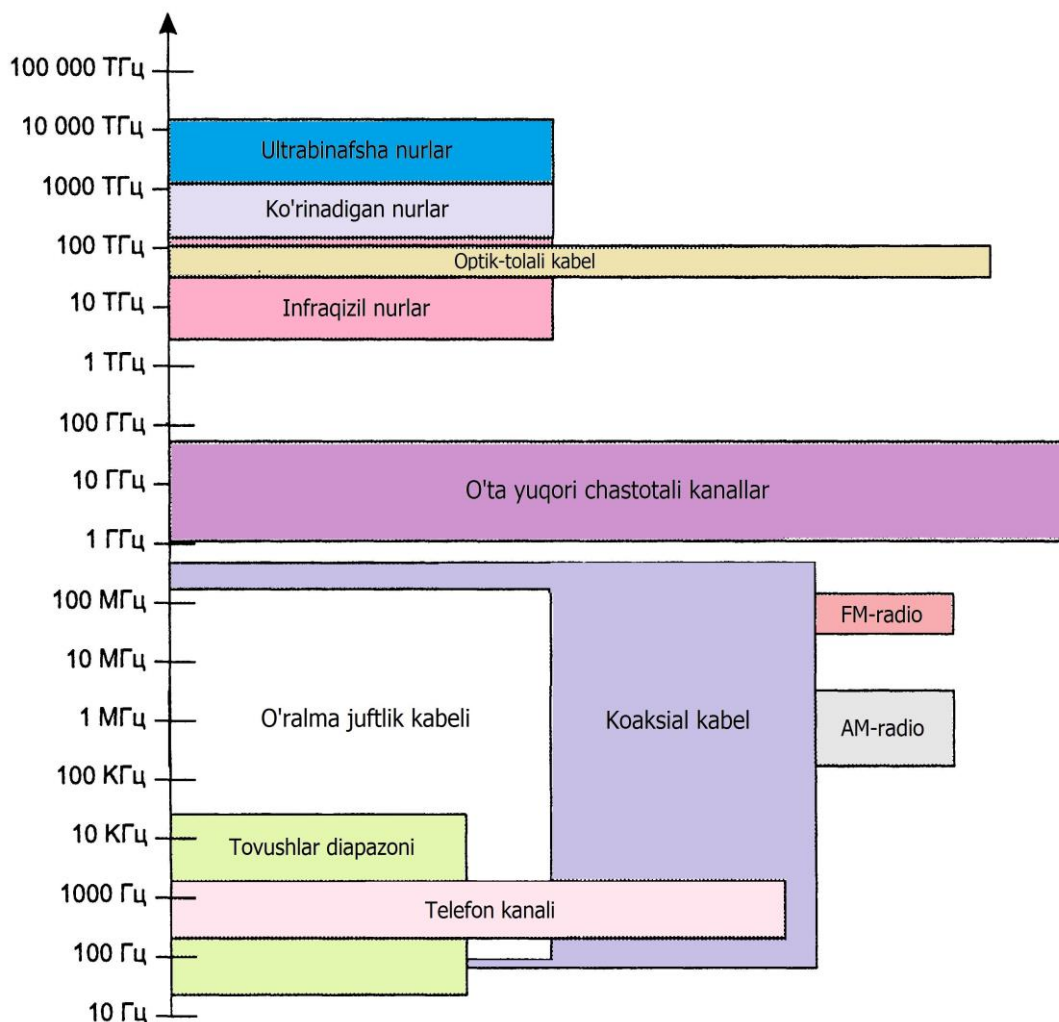 100 000 ТГц
10 000 ТГц
Ultrabinafsha nurlar
1000 ТГц
Ko'rinadigan nurlar
100 ТГц
Optik-tolali kabel
10 ТГц
Infraqizil nurlar
1 ТГц
100 ГГц
10 ГГц
O'ta yuqori chastotali kanallar
1 ГГц
100 МГц
FM-radio
10 МГц
1 МГц
O'ralma juftlik kabeli
Koaksial kabel
AM-radio
100 КГц
10 КГц
Tovushlar diapazoni
1000 Гц
Telefon kanali
100 Гц
10 Гц